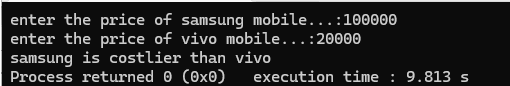 enter the price of samsung mobile...:100000
enter the price of vivo mobile...:20000
samsung is costlier than vivo
Process returned 0 (0x0)   execution time : 9.813 s